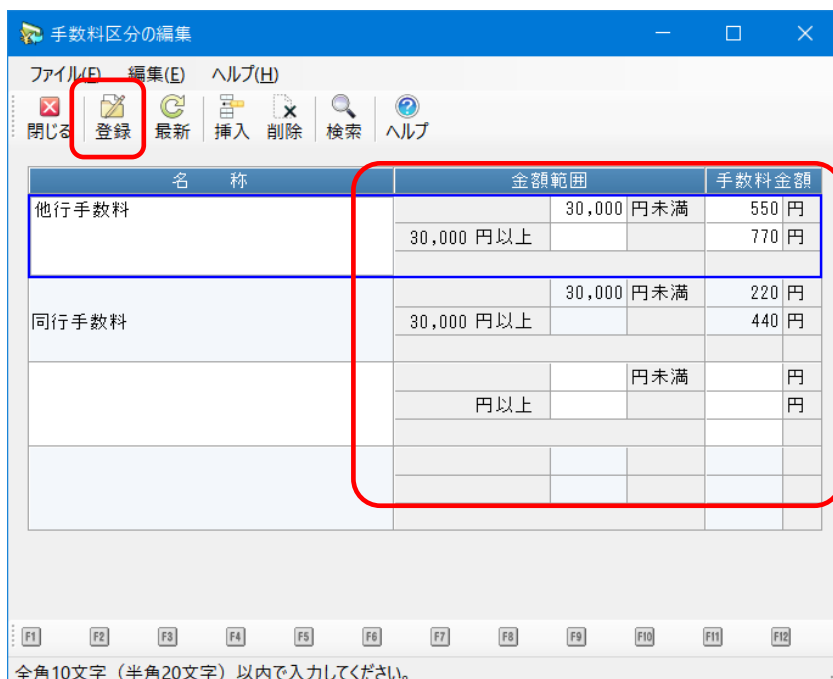 手数料区分の編集
ファイル(F) 編集(E) ヘルプ(H)
閉じる 登録 最新 挿入 削除 検索 ヘルプ
名 称 金額範囲 手数料金額
他行手数料 30,000 円未満 550 円
30,000 円以上 770 円
30,000 円未満 220 円
同行手数料 30,000 円以上 440 円
円未満 円
円以上 円
F1 F2 F3 F4 F5 F6 F7 F8 F9 F10 F11 F12
全角10文字（半角20文字）以内で入力してください。